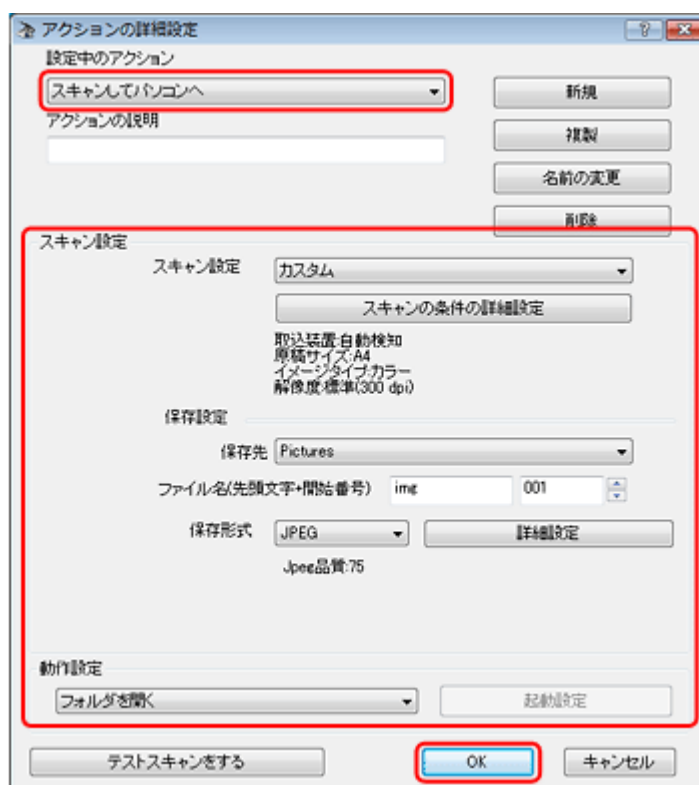 アクションの詳細設定
設定中のアクション
スキャンしてパソコンへ
新規
アクションの説明
複製
名前の変更
削除
スキャン設定
スキャン設定
カスタム
スキャンの条件の詳細設定
取込装置:自動検知
原稿サイズ:A4
イメージタイプ:カラー
解像度:標準(300 dpi)
保存設定
保存先
Pictures
ファイル名(先頭文字+開始番号)
img
001
保存形式
JPEG
詳細設定
Jpeg品質:75
動作設定
フォルダを開く
起動設定
テストスキャンをする
OK
キャンセル